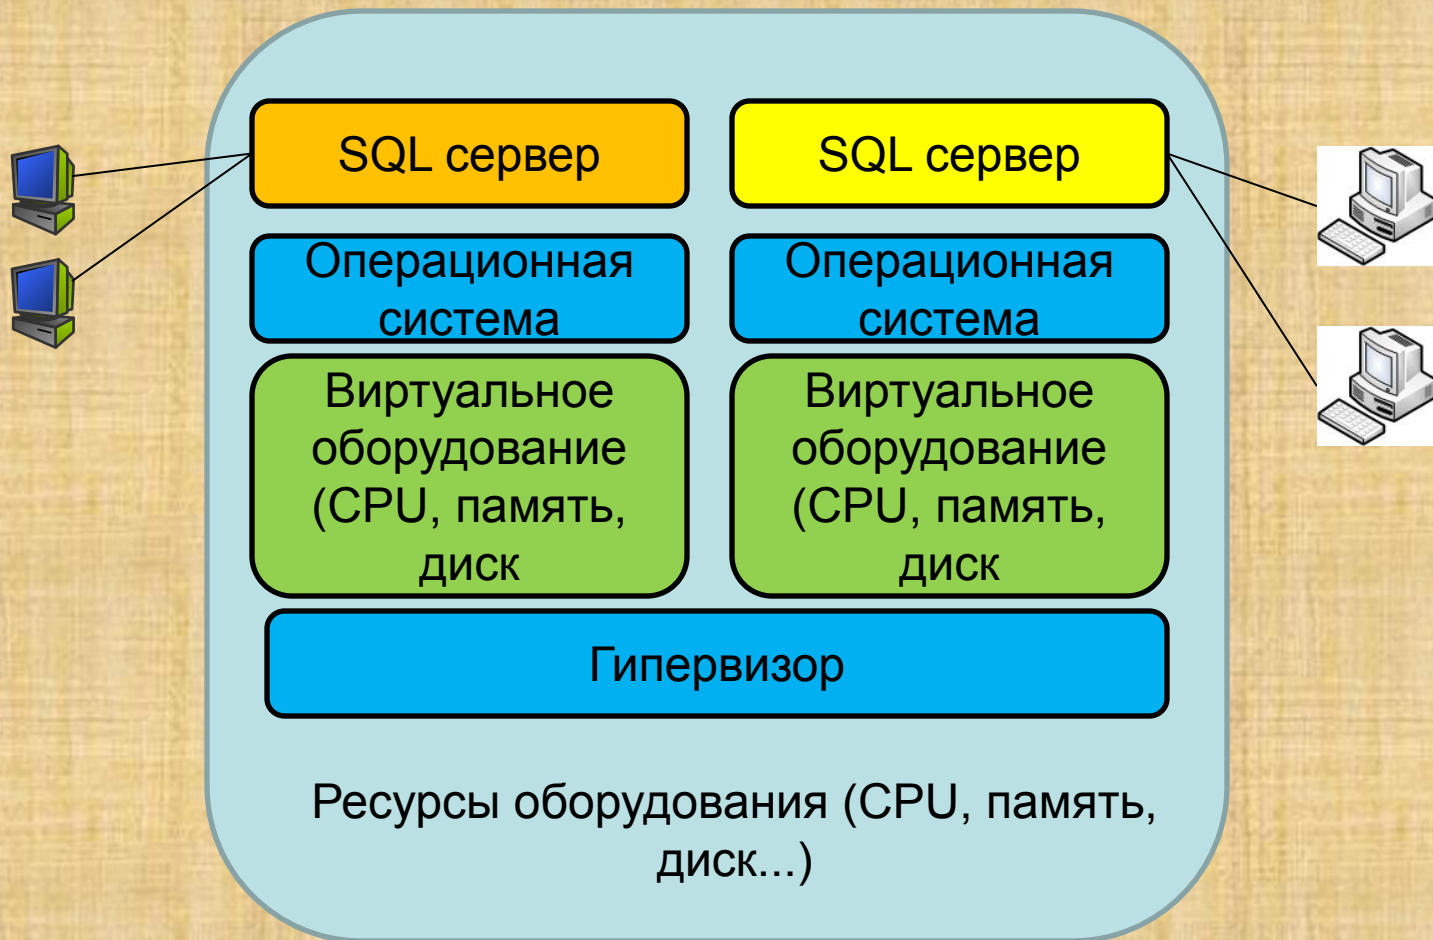 SQL сервер
SQL сервер
Операционная
система
Операционная
система
Виртуальное
оборудование
(CPU, память,
диск
Виртуальное
оборудование
(CPU, память,
диск
Гипервизор
Ресурсы оборудования (CPU, память,
диск...)